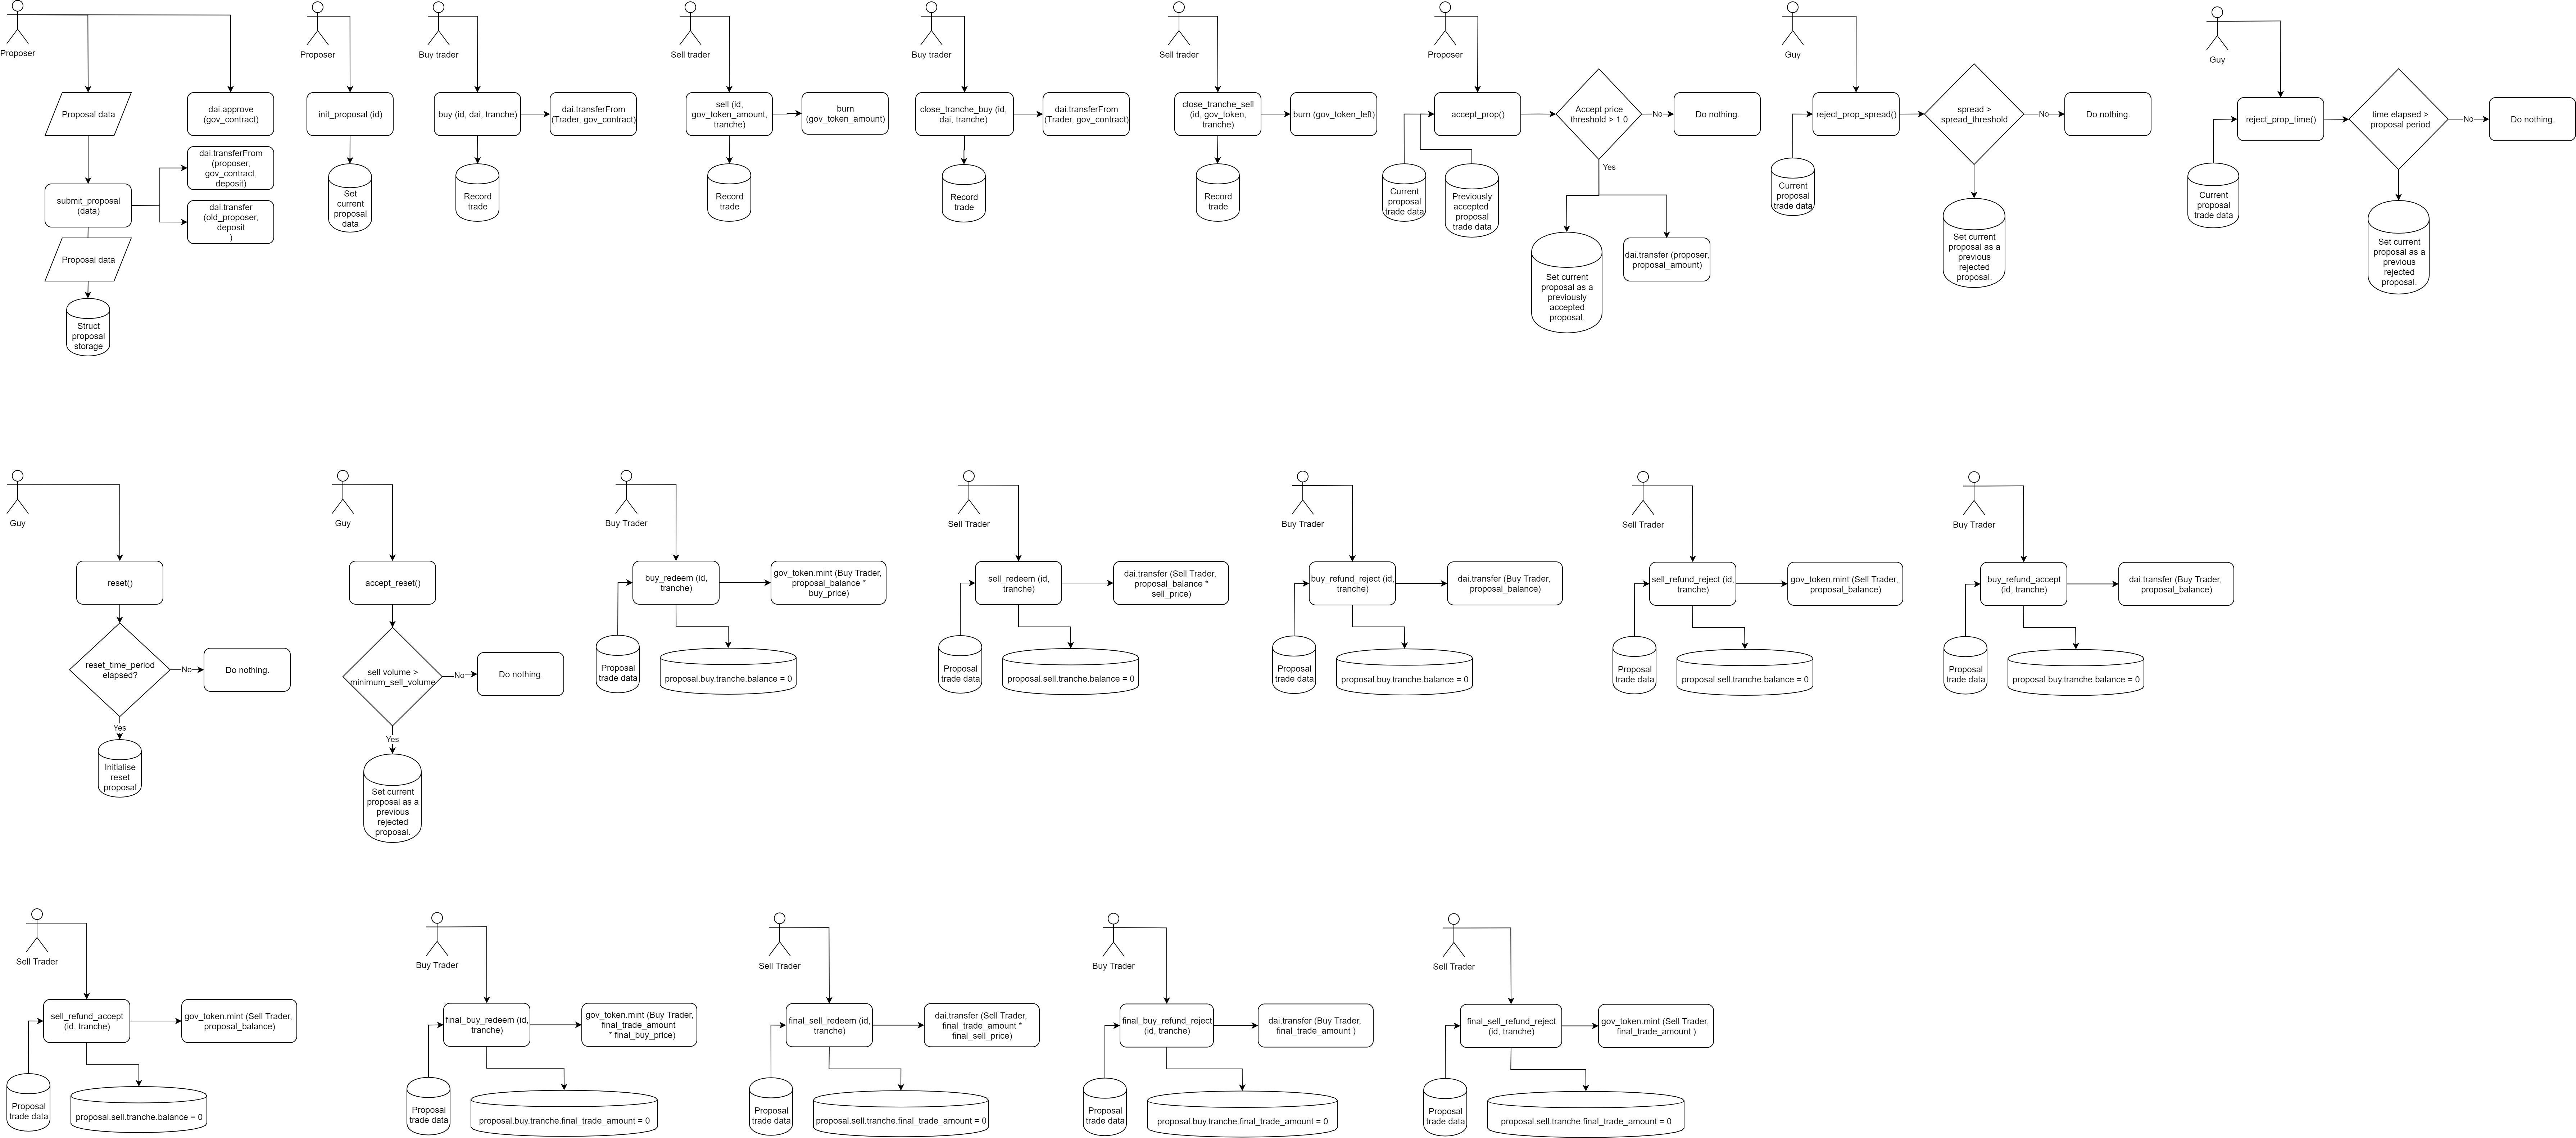 Proposer
Proposal data
dai.approve
(gov_contract)
dai.transferFrom
(proposer,
gov_contract,
deposit)
submit_proposal
(data)
dai.transfer
(old_proposer,
deposit
)
Proposal data
Struct
proposal
storage
Proposer
init_proposal (id)
Set
current
proposal
data
Buy trader
buy (id, dai, tranche)
dai.transferFrom
(Trader, gov_contract)
Record
trade
Sell trader
sell (id,
gov_token_amount,
tranche)
burn
(gov_token_amount)
Record
trade
Buy trader
close_tranche_buy (id,
dai, tranche)
dai.transferFrom
(Trader, gov_contract)
Record
trade
Sell trader
close_tranche_sell
(id, gov_token,
tranche)
burn (gov_token_left)
Record
trade
Proposer
accept_prop()
Accept price
threshold > 1.0
No
Do nothing.
Yes
Current
proposal
trade data
Previously
accepted
proposal
trade data
Set current
proposal as a
previously
accepted
proposal.
dai.transfer (proposer,
proposal_amount)
Guy
reject_prop_spread()
spread >
spread_threshold
No
Do nothing.
Current
proposal
trade data
Set current
proposal as a
previous
rejected
proposal.
Guy
reject_prop_time()
time elapsed >
proposal period
No
Do nothing.
Current
proposal
trade data
Set current
proposal as a
previous
rejected
proposal.
Guy
reset()
reset_time_period
elapsed?
No
Do nothing.
Yes
Initialise
reset
proposal
Guy
accept_reset()
sell volume >
minimum_sell_volume
No
Do nothing.
Yes
Set current
proposal as a
previous
rejected
proposal.
Buy Trader
buy_redeem (id,
tranche)
gov_token.mint (Buy Trader,
proposal_balance *
buy_price)
Proposal
trade data
proposal.buy.tranche.balance = 0
Sell Trader
sell_redeem (id,
tranche)
dai.transfer (Sell Trader,
proposal_balance *
sell_price)
Proposal
trade data
proposal.sell.tranche.balance = 0
Buy Trader
buy_refund_reject (id,
tranche)
dai.transfer (Buy Trader,
proposal_balance)
Proposal
trade data
proposal.buy.tranche.balance = 0
Sell Trader
sell_refund_reject (id,
tranche)
gov_token.mint (Sell Trader,
proposal_balance)
Proposal
trade data
proposal.sell.tranche.balance = 0
Buy Trader
buy_refund_accept
(id, tranche)
dai.transfer (Buy Trader,
proposal_balance)
Proposal
trade data
proposal.buy.tranche.balance = 0
Sell Trader
sell_refund_accept
(id, tranche)
gov_token.mint (Sell Trader,
proposal_balance)
Proposal
trade data
proposal.sell.tranche.balance = 0
Buy Trader
final_buy_redeem (id,
tranche)
gov_token.mint (Buy Trader,
final_trade_amount
* final_buy_price)
Proposal
trade data
proposal.buy.tranche.final_trade_amount = 0
Sell Trader
final_sell_redeem (id,
tranche)
dai.transfer (Sell Trader,
final_trade_amount *
final_sell_price)
Proposal
trade data
proposal.sell.tranche.final_trade_amount = 0
Buy Trader
final_buy_refund_reject
(id, tranche)
dai.transfer (Buy Trader,
final_trade_amount )
Proposal
trade data
proposal.buy.tranche.final_trade_amount = 0
Sell Trader
final_sell_refund_reject
(id, tranche)
gov_token.mint (Sell Trader,
final_trade_amount )
Proposal
trade data
proposal.sell.tranche.final_trade_amount = 0